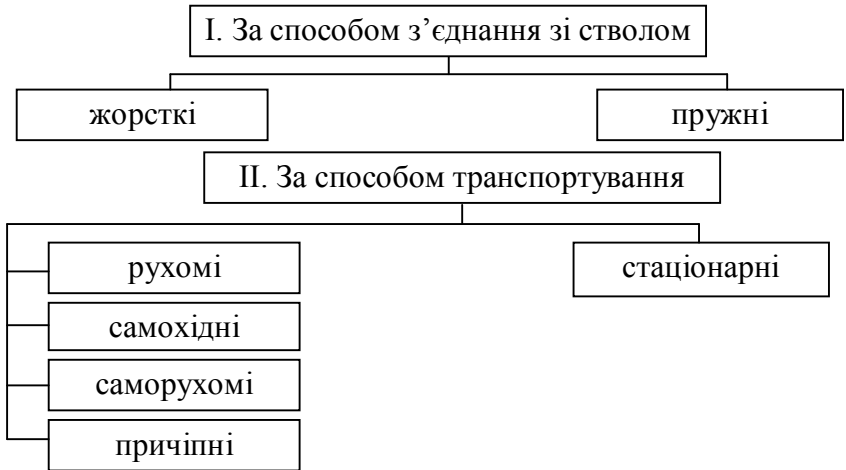 І. За способом з’єднання зі стволом
жорсткі
пружні
ІІ. За способом транспортування
рухомі
стаціонарні
самохідні
саморухомі
причіпні